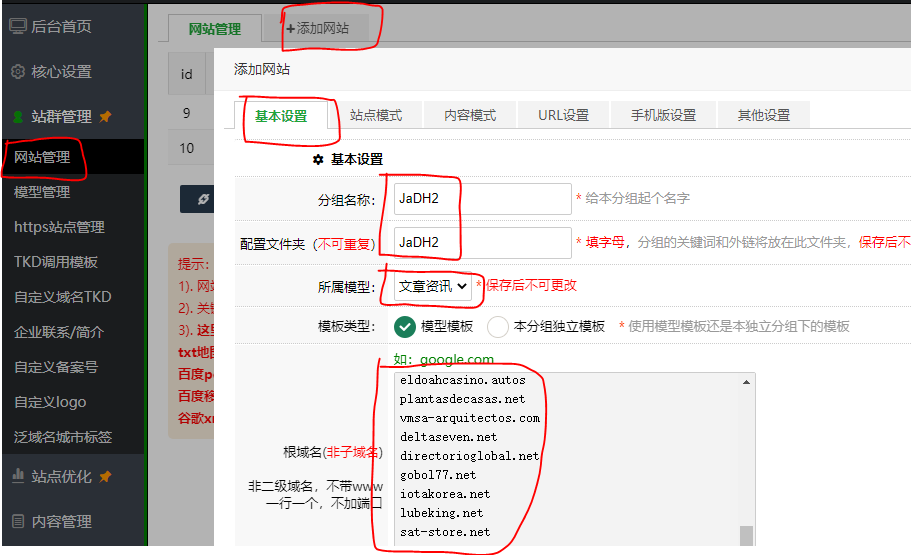 后台首页
核心设置
站群管理
网站管理
模型管理
https站点管理
TKD调用模板
自定义域名TKD
企业联系/简介
自定义备案号
自定义logo
泛域名城市标签
站点优化
内容管理
网站管理
+添加网站
id
9
10
提示：
1). 网站
2). 关
3). 这里
txt地图
百度p
百度移
谷歌x
添加网站
基本设置 站点模式 内容模式 URL设置 手机版设置 其他设置
基本设置
分组名称： JaDH2 * 给本分组起个名字
配置文件夹（不可重复） JaDH2 * 填字母，分组的关键词和外链将放在此文件夹，保存后不
所属模型： 文章资讯 * 保存后不可更改
模板类型： 模型模板 本分组独立模板 * 使用模型模板还是本独立分组下的模板
如：google.com
根域名(非子域名)
非二级域名，不带www
一行一个，不加端口
eldoahcasino.autos
plantasdecasas.net
vmsa-arquitectos.com
deltaseven.net
directorioglobal.net
gobol77.net
iotakorea.net
lubeking.net
sat-store.net